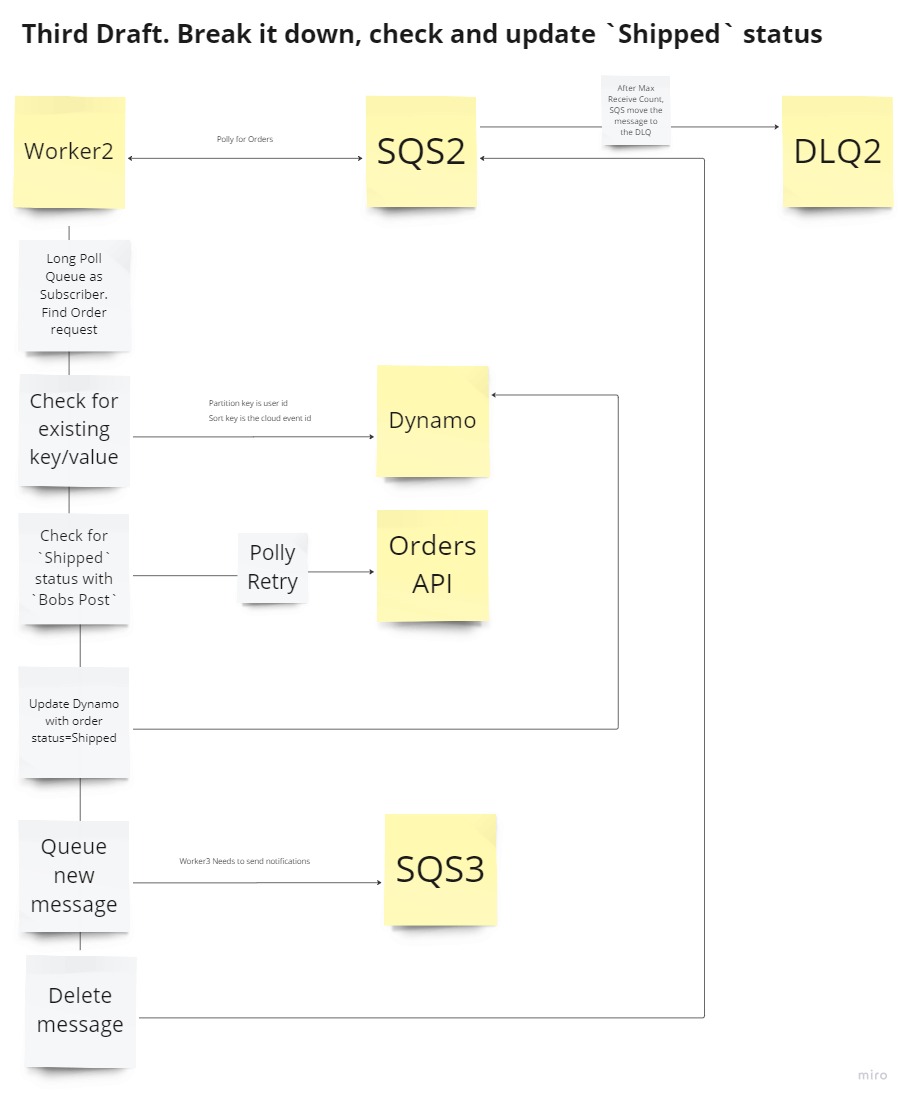 Third Draft. Break it down, check and update `Shipped` status
After Max
Receive Count,
SQS move the
message to
the DLQ
Worker2
Polly for Orders
SQS2
DLQ2
Long Poll
Queue as
Subscriber.
Find Order
request
Check for
existing
key/value
Partition key is user id
Sort key is the cloud event id
Dynamo
Check for
`Shipped`
status with
`Bobs Post`
Polly
Retry
Orders
API
Update Dynamo
with order
status=Shipped
Queue
new
message
Worker3 Needs to send notifications
SQS3
Delete
message
miro